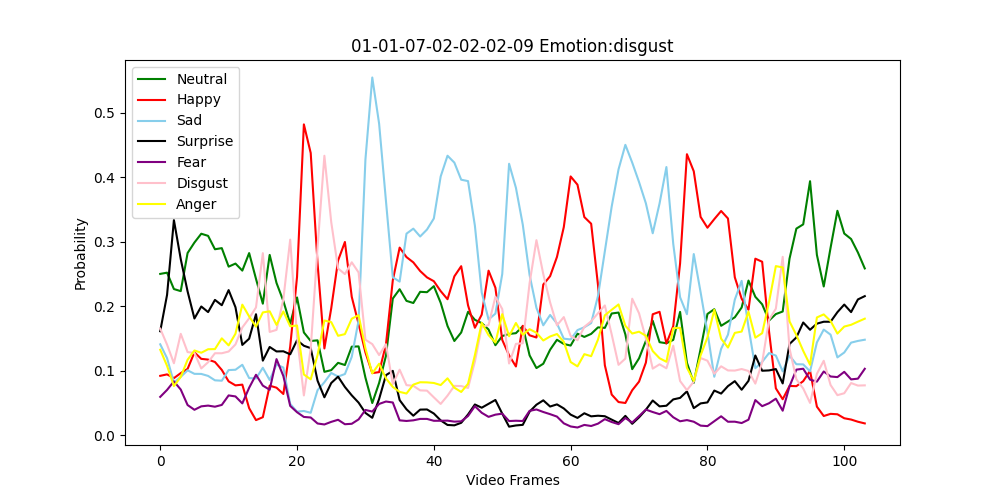 01-01-07-02-02-02-09 Emotion:disgust
Neutral
Happy
Sad
Surprise
Fear
Disgust
Anger
Probability
0.5
0.4
0.3
0.2
0.1
0.0
0 20 40 60 80 100
Video Frames